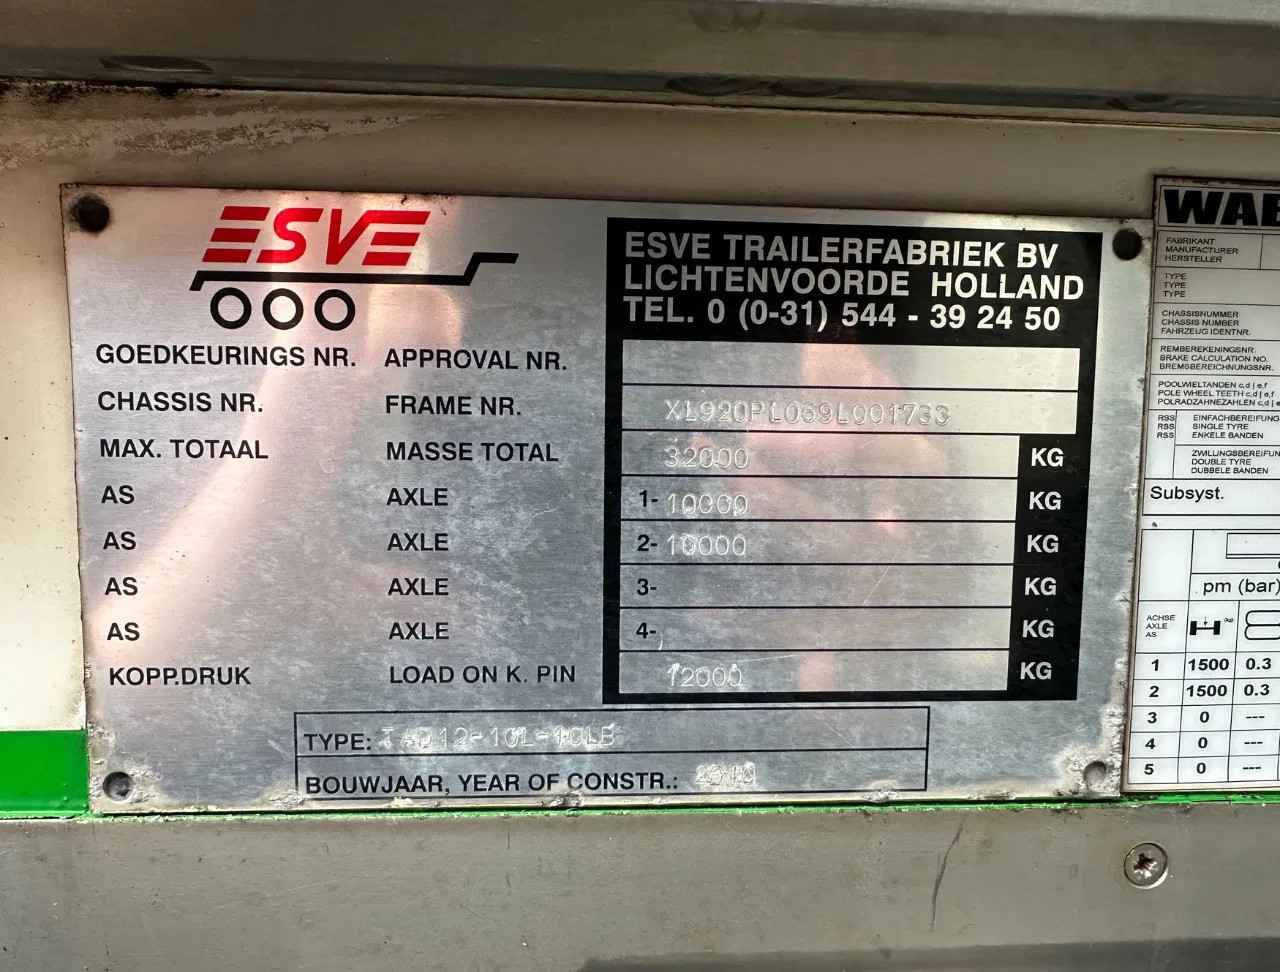 ESVE
ESVE TRAILERFABRIEK BV
LICHTENVOORDE HOLLAND
TEL. 0 (0-31) 544 - 39 24 50
GOEDKEURINGS NR. APPROVAL NR.
CHASSIS NR. FRAME NR. XL920PL039L001733
MAX. TOTAAL MASSE TOTAL 32000 KG
AS AXLE 1- 10000 KG
AS AXLE 2- 10000 KG
AS AXLE 3- KG
AS AXLE 4- KG
KOPP.DRUK LOAD ON K. PIN 12000 KG
TYPE:
BOUWJAAR, YEAR OF CONSTR.: 2010
FABRIKANT
MANUFACTURER
HERSTELLER
TYPE
TYPE
TYPE
CHASSISNUMMER
CHASSIS NUMBER
FAHRZEUG IDENTNR.
REMBEREKENINGSNR.
BRAKE CALCULATION NO.
BREMSBERECHNUNGSNR.
POOLWIELTANDEN c,d | e,f
POLE WHEEL TEETH c,d | e,f
POLRADZAHNEZAHLEN c,d |
RSS EINFACHBEREIFUNG
RSS SINGLE TYRE
RSS ENKELE BANDEN
DOUBLE TYRE
DUBBELE BANDEN
Subsyst.
pm (bar)
ACHSE
AXLE
AS
1 1500 0.3
2 1500 0.3
3 0 ---
4 0 ---
5 0 ---